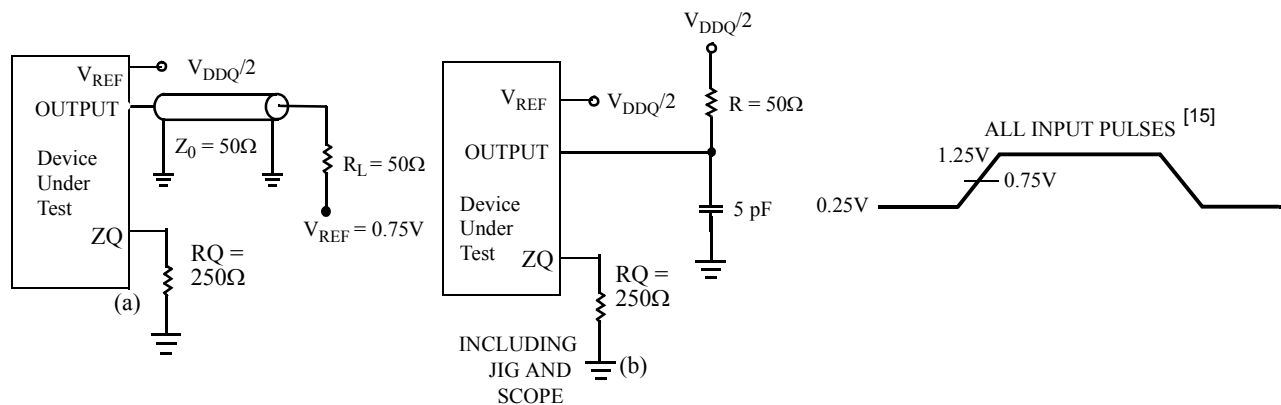 V_REF
V_DDQ/2
OUTPUT
Z_0 = 50Ω
Device
Under
Test
R_L = 50Ω
V_REF = 0.75V
ZQ
RQ =
250Ω
(a)
V_DDQ/2
R = 50Ω
V_REF
V_DDQ/2
OUTPUT
Device
Under
Test
5 pF
ZQ
RQ =
250Ω
INCLUDING
JIG AND
SCOPE
(b)
ALL INPUT PULSES [15]
1.25V
0.75V
0.25V